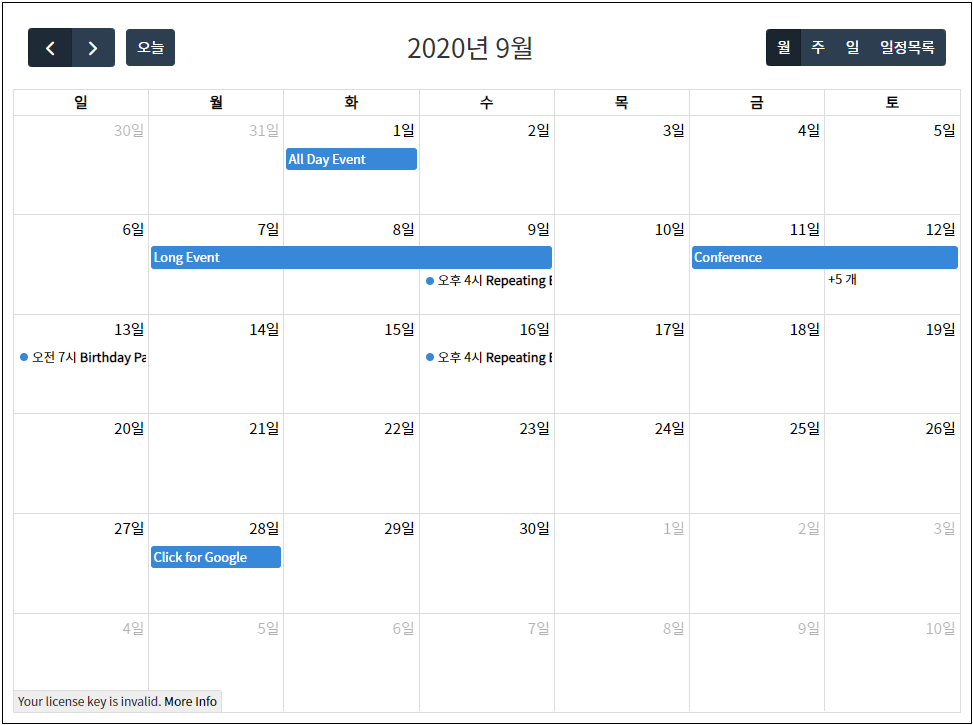 오늘 2020년 9월 월 주 일 일정목록
일 월 화 수 목 금 토
30일 31일 1일 2일 3일 4일 5일
All Day Event
6일 7일 8일 9일 10일 11일 12일
Long Event Conference
오후 4시 Repeating +5 개
13일 14일 15일 16일 17일 18일 19일
오전 7시 Birthday Pa 오후 4시 Repeating
20일 21일 22일 23일 24일 25일 26일
27일 28일 29일 30일 1일 2일 3일
Click for Google
4일 5일 6일 7일 8일 9일 10일
Your license key is invalid. More Info